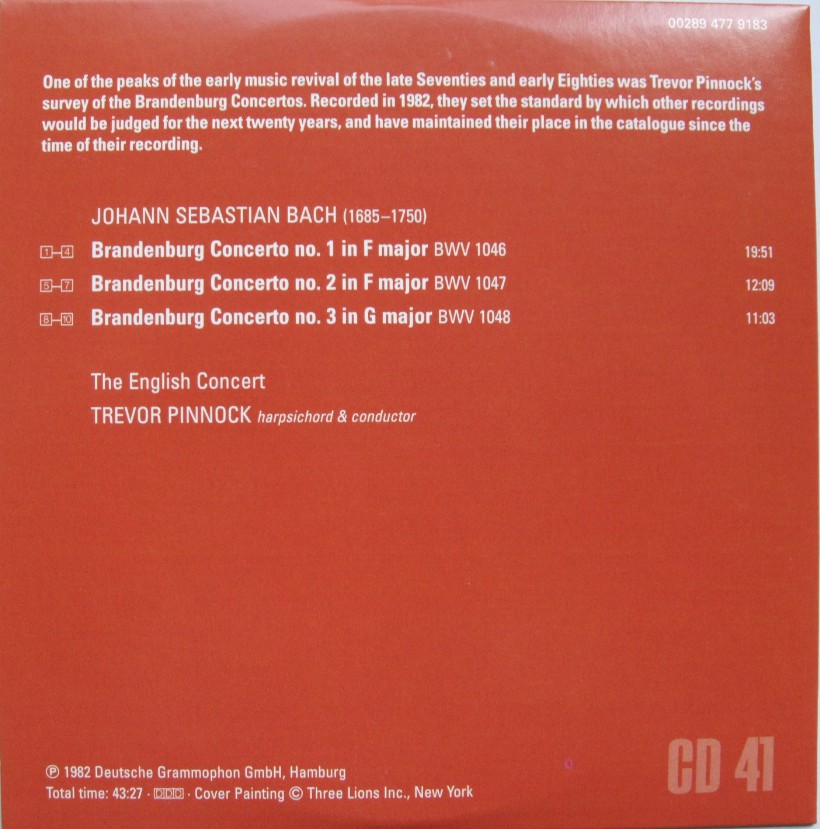 00289 477 9183
One of the peaks of the early music revival of the late Seventies and early Eighties was Trevor Pinnock's
survey of the Brandenburg Concertos. Recorded in 1982, they set the standard by which other recordings
would be judged for the next twenty years, and have maintained their place in the catalogue since the
time of their recording.
JOHANN SEBASTIAN BACH (1685–1750)
1–4 Brandenburg Concerto no. 1 in F major BWV 1046 19:51
5–7 Brandenburg Concerto no. 2 in F major BWV 1047 12:09
8–10 Brandenburg Concerto no. 3 in G major BWV 1048 11:03
The English Concert
TREVOR PINNOCK harpsichord & conductor
℗ 1982 Deutsche Grammophon GmbH, Hamburg
Total time: 43:27 · DDD · Cover Painting © Three Lions Inc., New York
CD 41